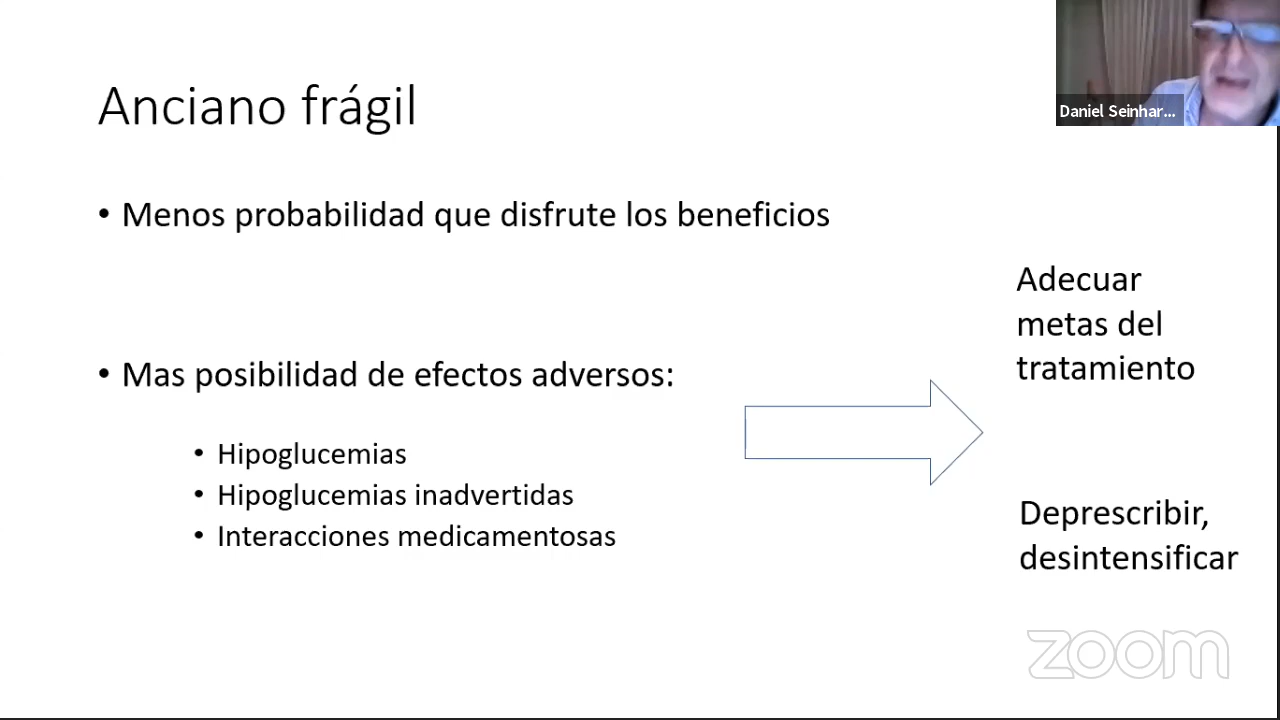 Anciano frágil
Daniel Seinhar...
• Menos probabilidad que disfrute los beneficios
• Mas posibilidad de efectos adversos:
• Hipoglucemias
• Hipoglucemias inadvertidas
• Interacciones medicamentosas
Adecuar
metas del
tratamiento
Deprescribir,
desintensificar
zoom